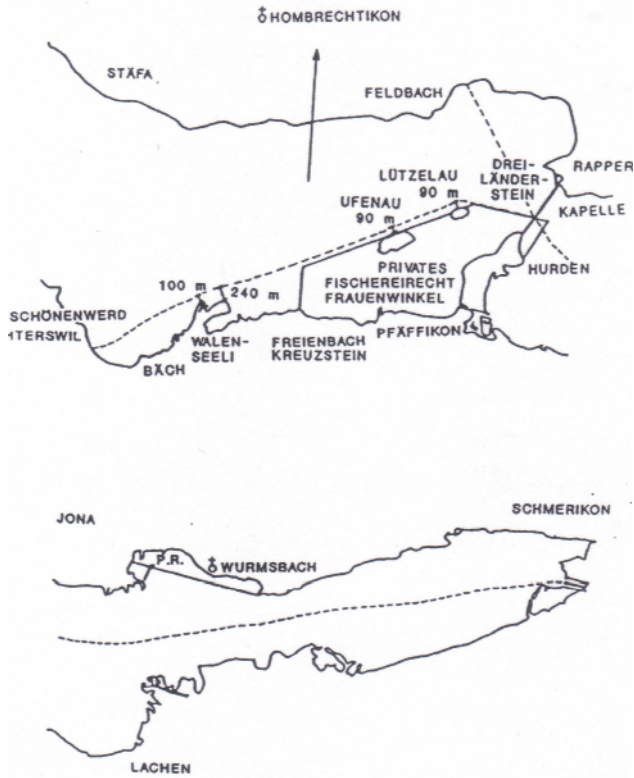 HOMBRECHTIKON
STÄFA
FELDBACH
DREI-
LÄNDER-
STEIN
RAPPER
LÜTZELAU
90 m
KAPELLE
UFENAU
90 m
HURDEN
PRIVATES
FISCHEREIRECHT
FRAUENWINKEL
100 m
240 m
SCHÖNENWERD
HTERSWIL
WALEN-
SEELI
FREIENBACH
KREUZSTEIN
PFÄFFIKON
BÄCH
JONA
SCHMERIKON
P.R.
WURMSBACH
LACHEN